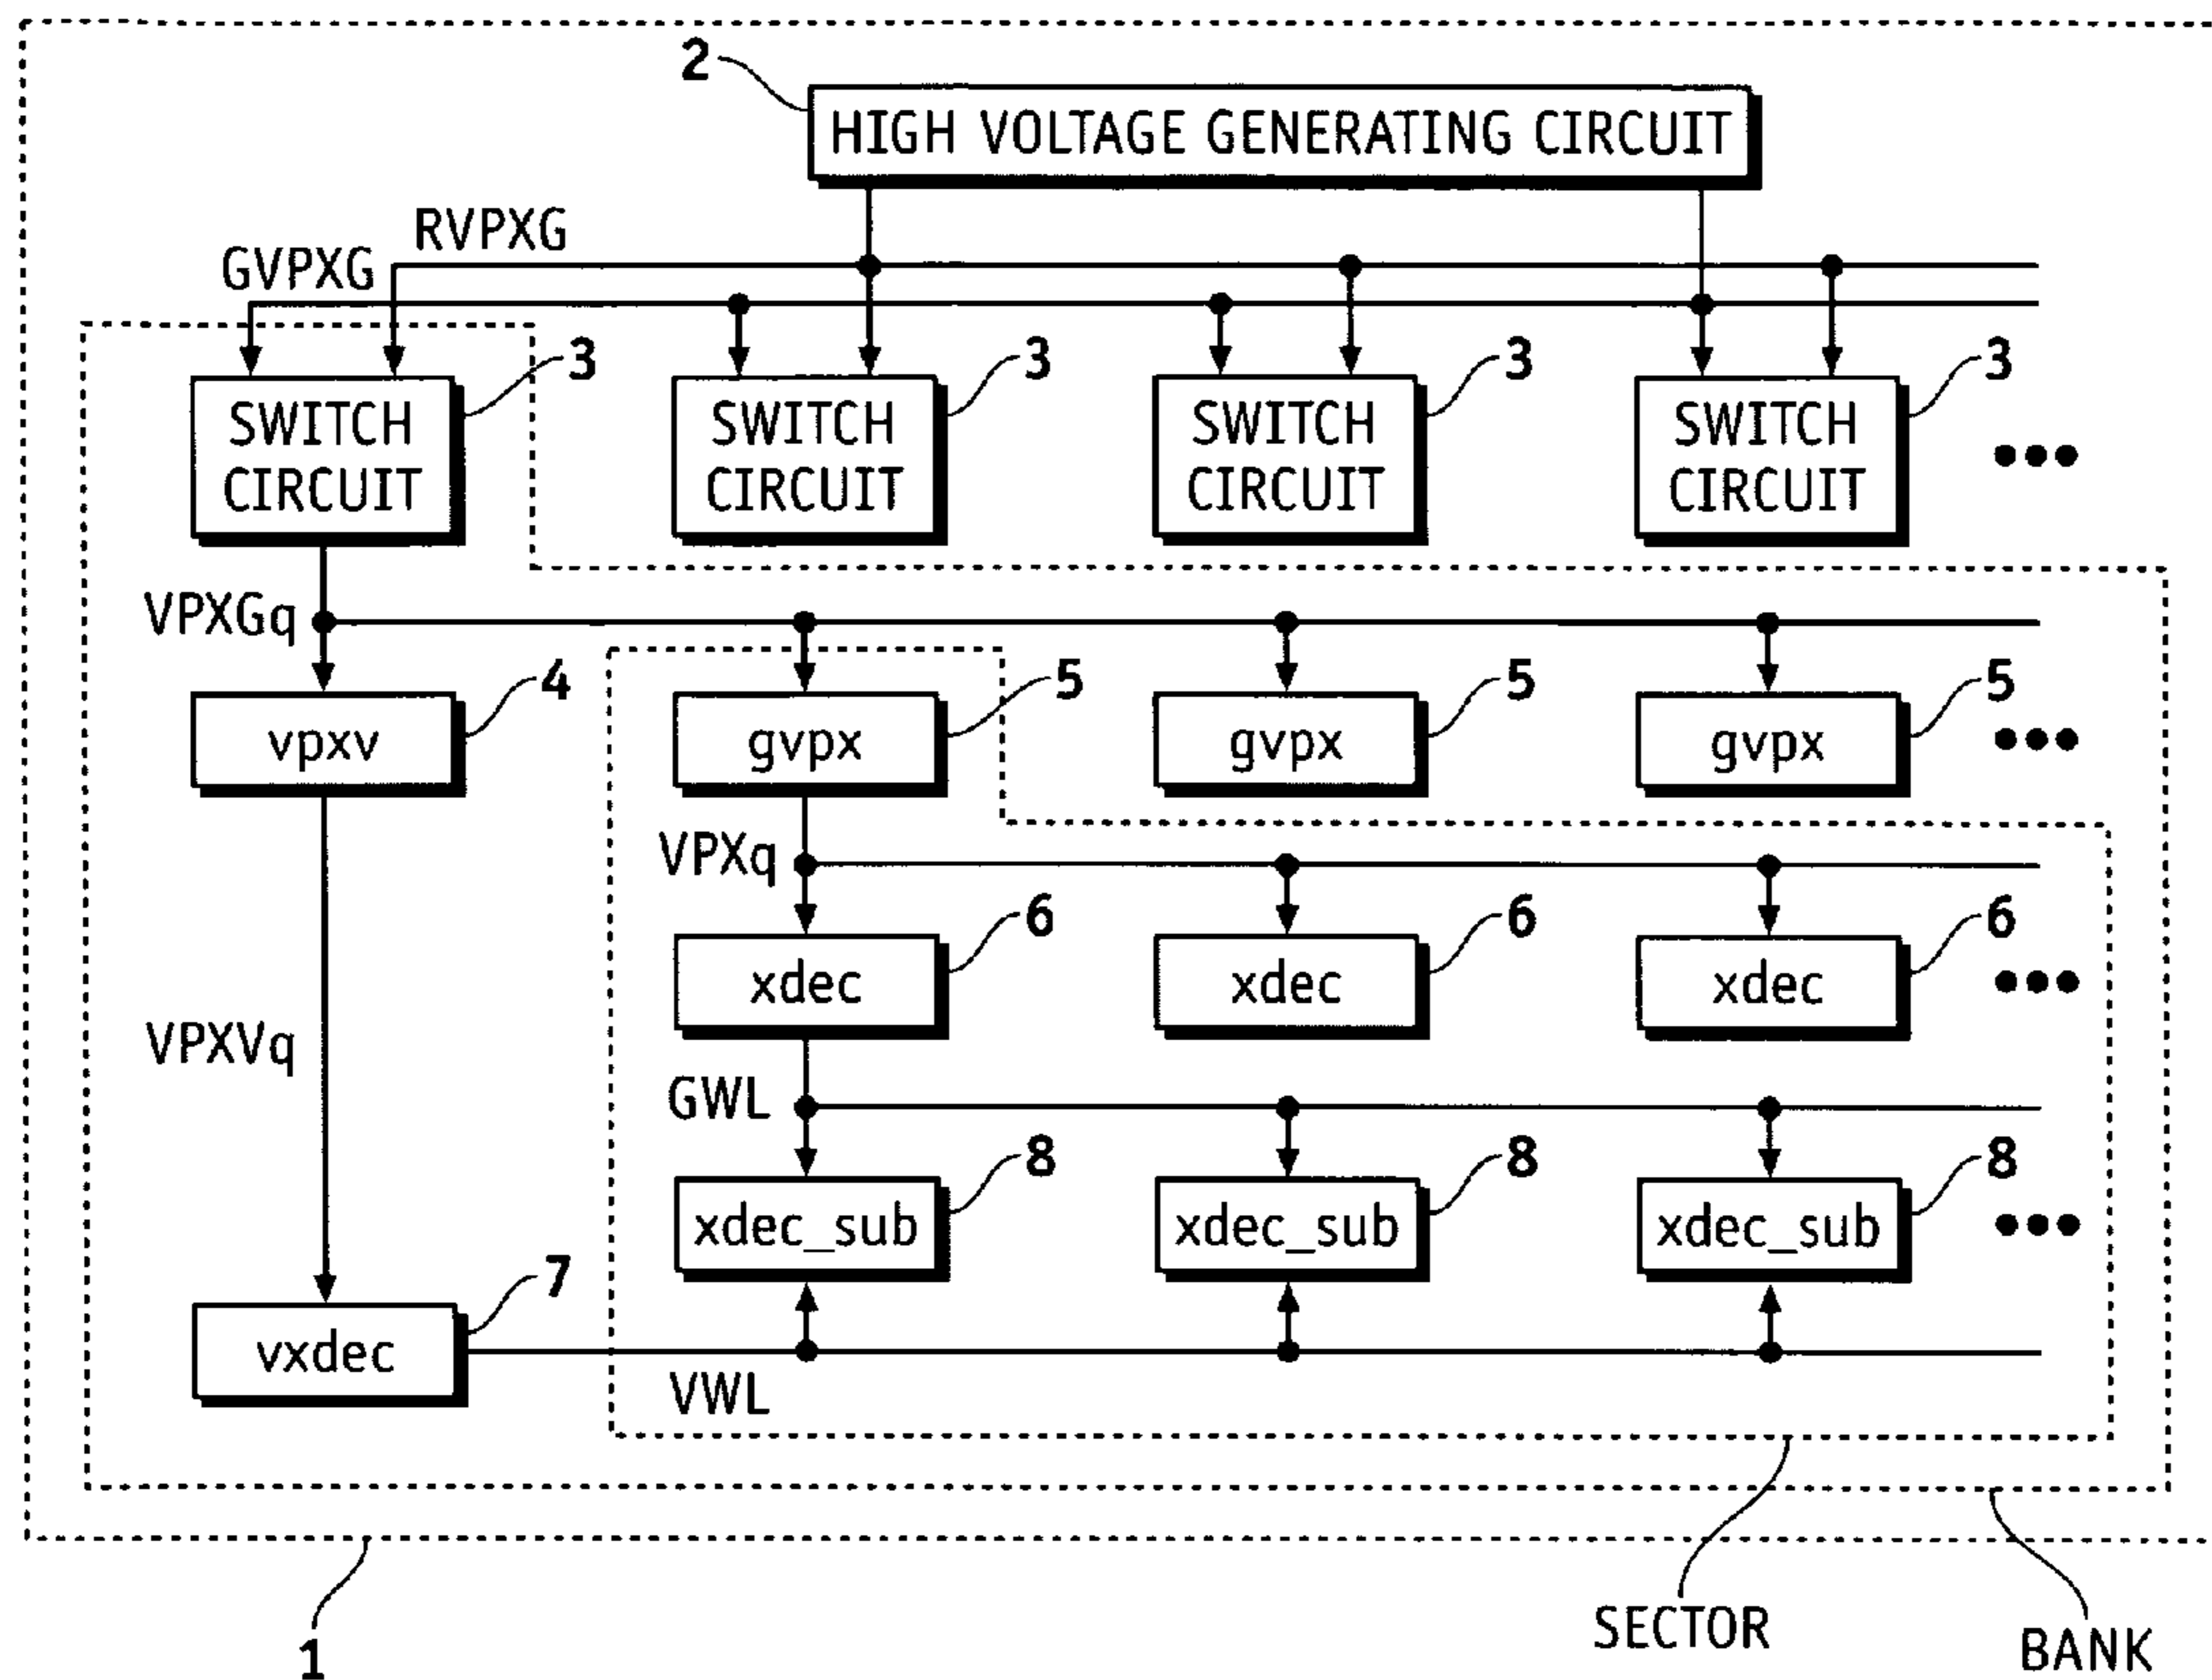 2
HIGH VOLTAGE GENERATING CIRCUIT
RVPXG
GVPXG
3
3
3
3
SWITCH
CIRCUIT
SWITCH
CIRCUIT
SWITCH
CIRCUIT
SWITCH
CIRCUIT
•••
VPXGq
4
5
5
5
vpxv
gvpx
gvpx
gvpx
•••
VPXq
6
6
6
xdec
xdec
xdec
•••
VPXVq
GWL
8
8
8
xdec_sub
xdec_sub
xdec_sub
•••
7
vxdec
VWL
SECTOR
BANK
1